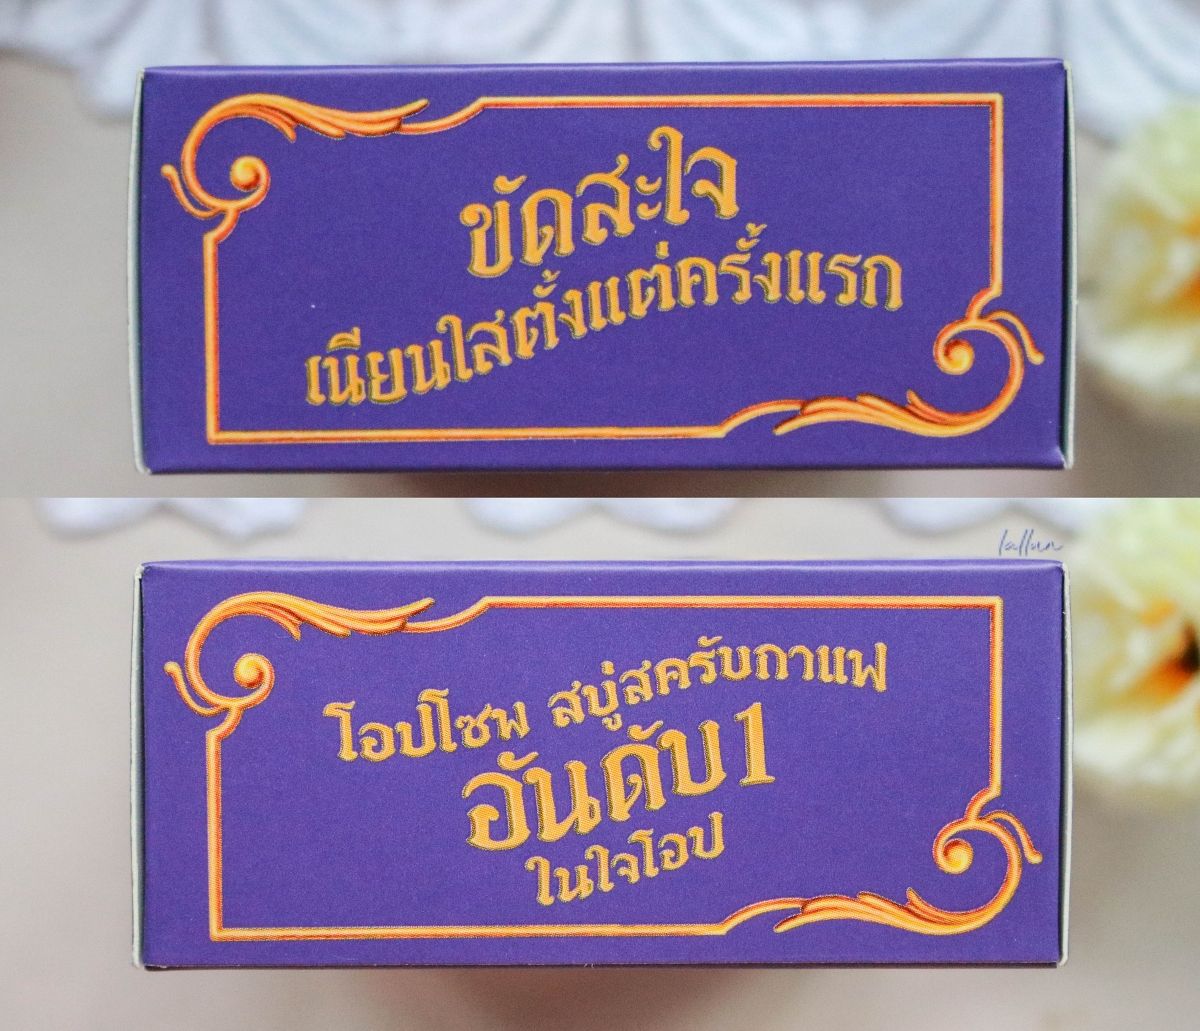 ขัดสะใจ
เนียนใสตั้งแต่ครั้งแรก
โอปโซพ สบู่สครับกาแฟ
อันดับ1
ในใจโอป